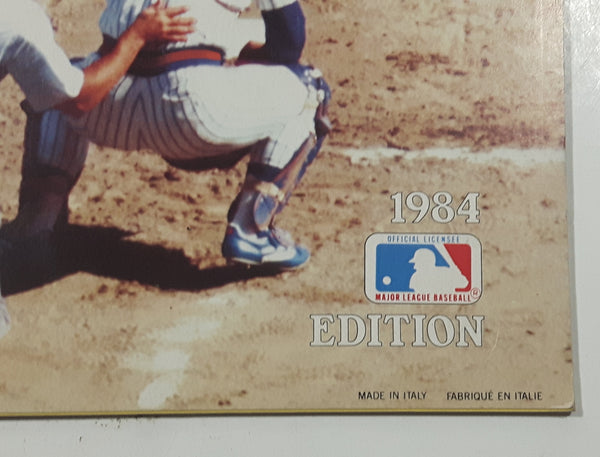 1984
OFFICIAL LICENSEE
MAJOR LEAGUE BASEBALL®
EDITION
MADE IN ITALY FABRIQUÉ EN ITALIE